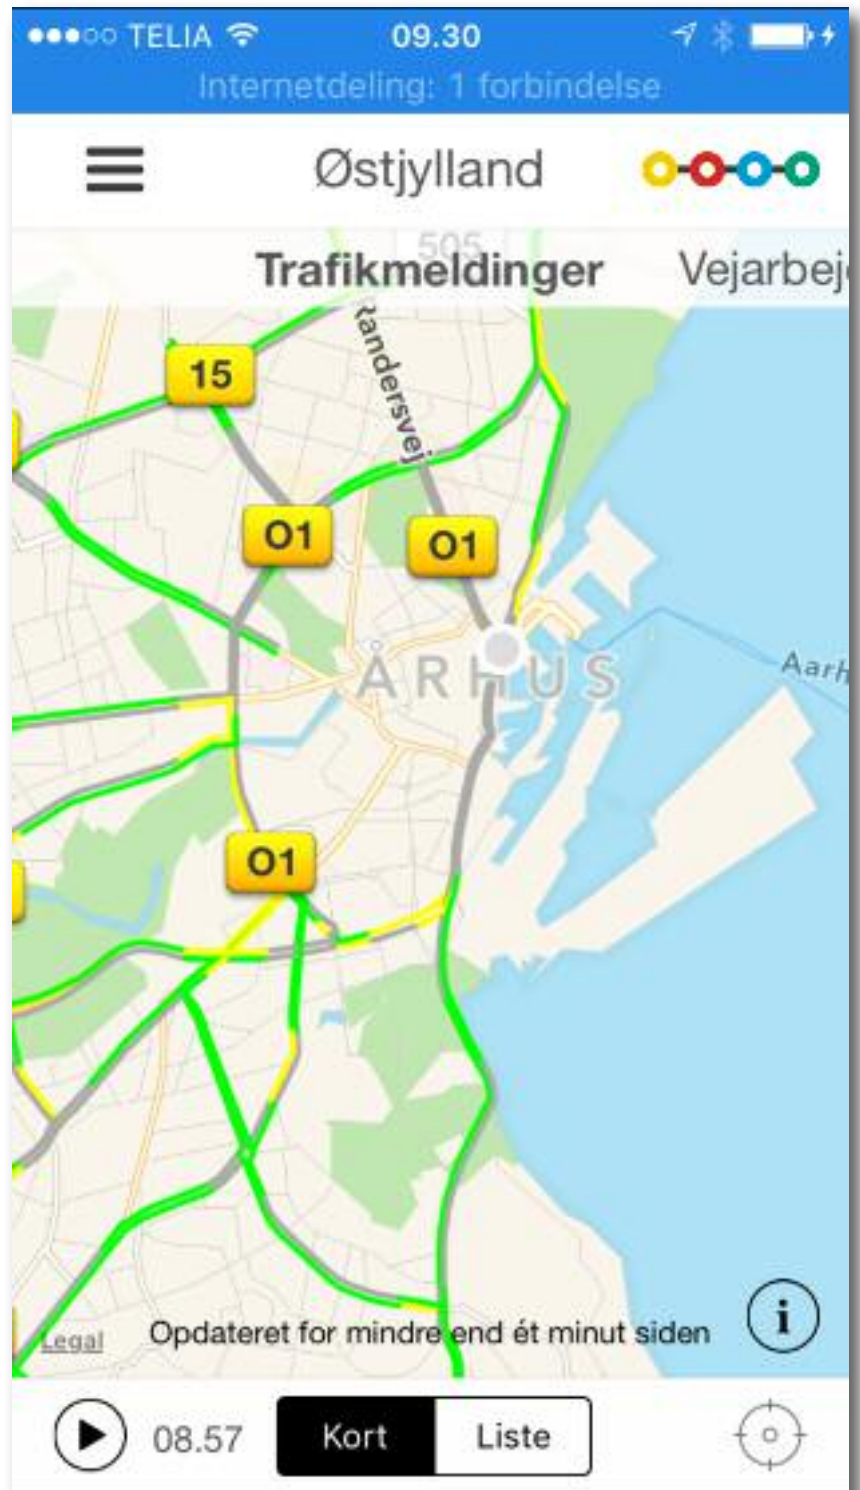 TELIA 09.30
Internetdeling: 1 forbindelse
Østjylland
505
Trafikmeldinger Vejarbej
Randersvej
15
O1
O1
ÅRHUS
Aarh
O1
Legal
Opdateret for mindre end ét minut siden
i
08.57 Kort Liste